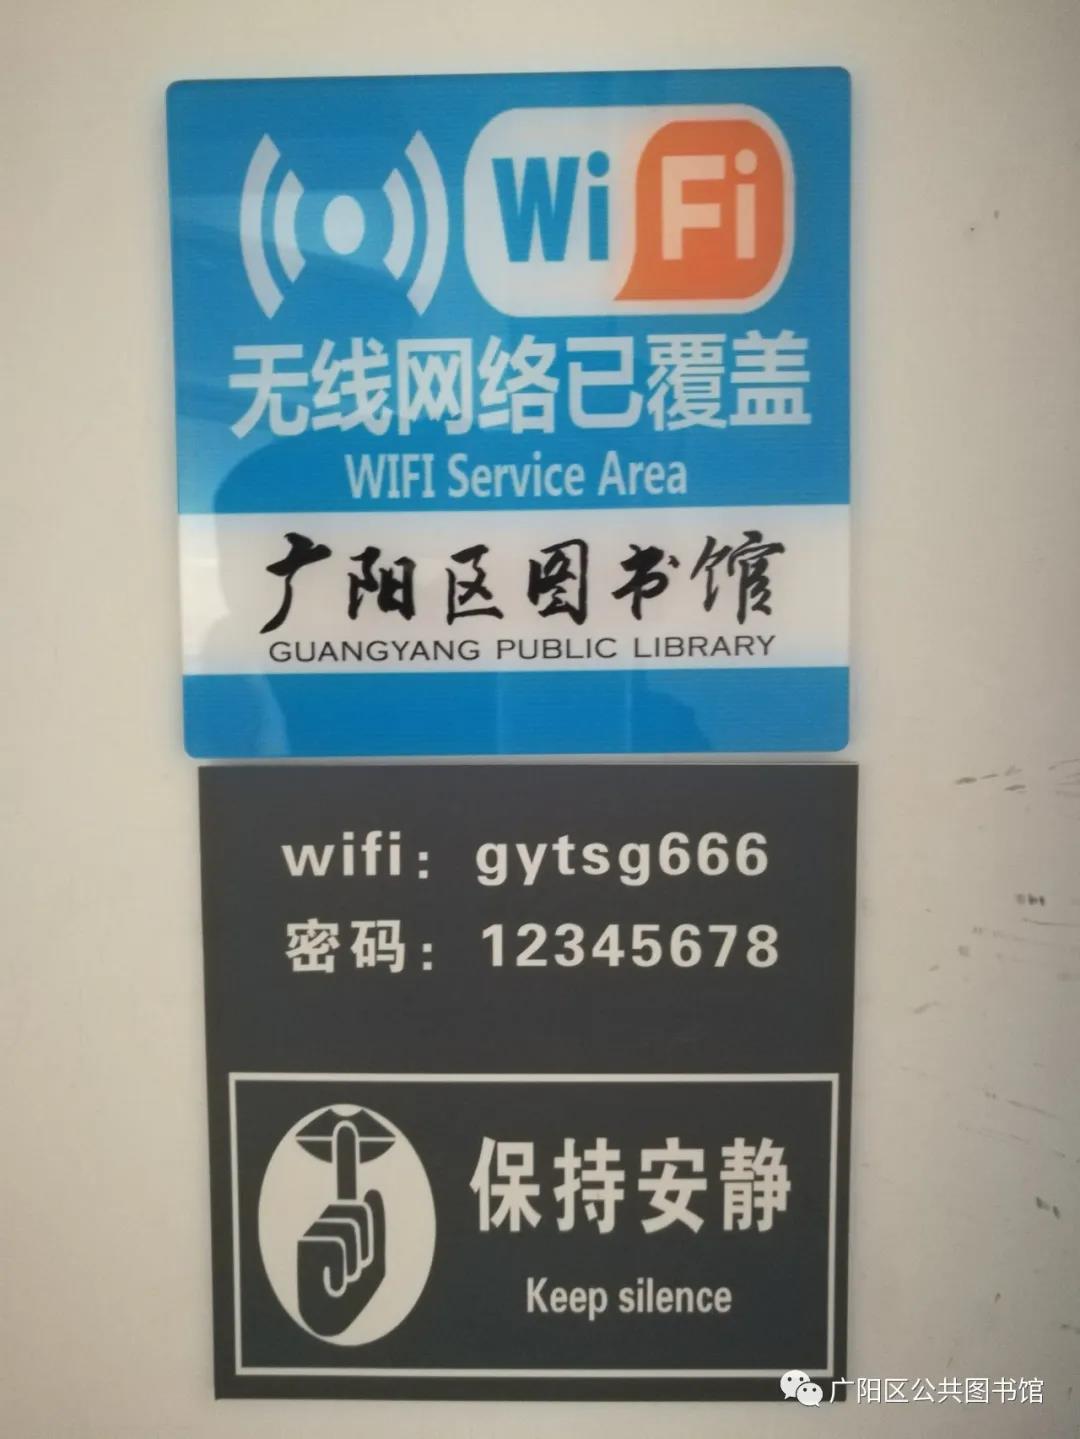 WiFi
无线网络已覆盖
WIFI Service Area
广阳区图书馆
GUANGYANG PUBLIC LIBRARY
wifi：gytsg666
密码：12345678
保持安静
Keep silence
广阳区公共图书馆